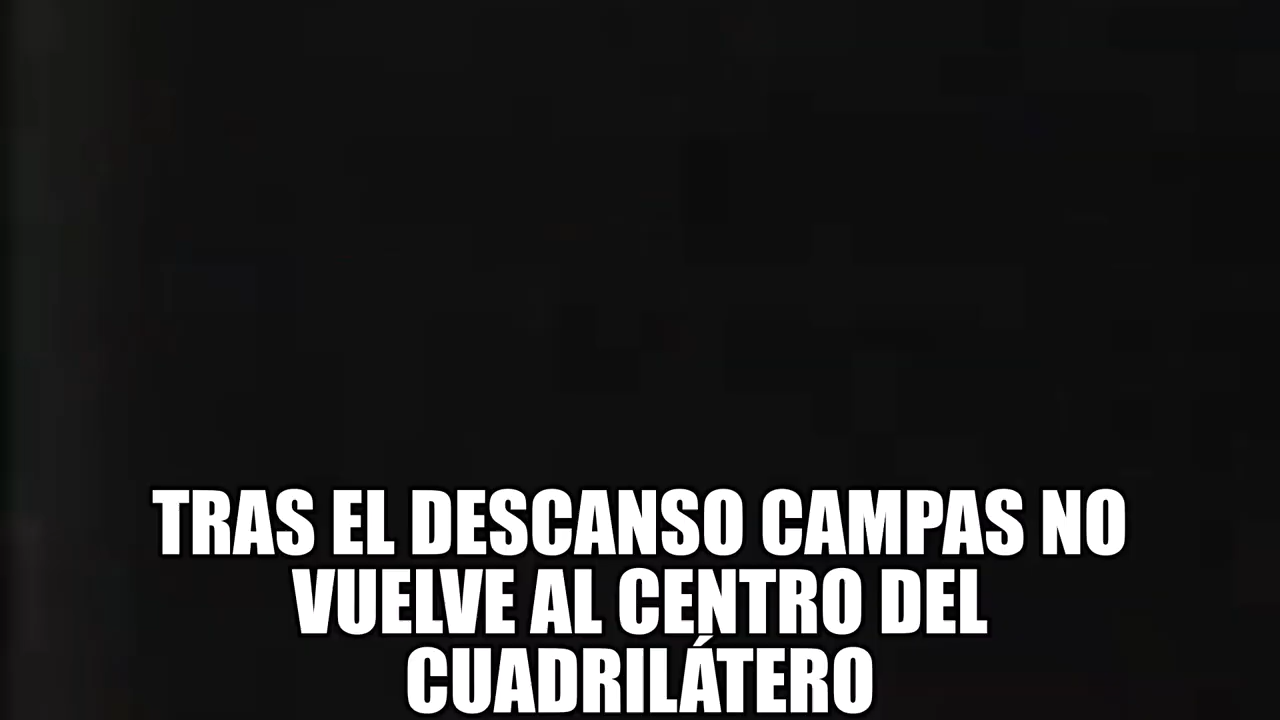 TRAS EL DESCANSO CAMPAS NO
VUELVE AL CENTRO DEL
CUADRILÁTERO